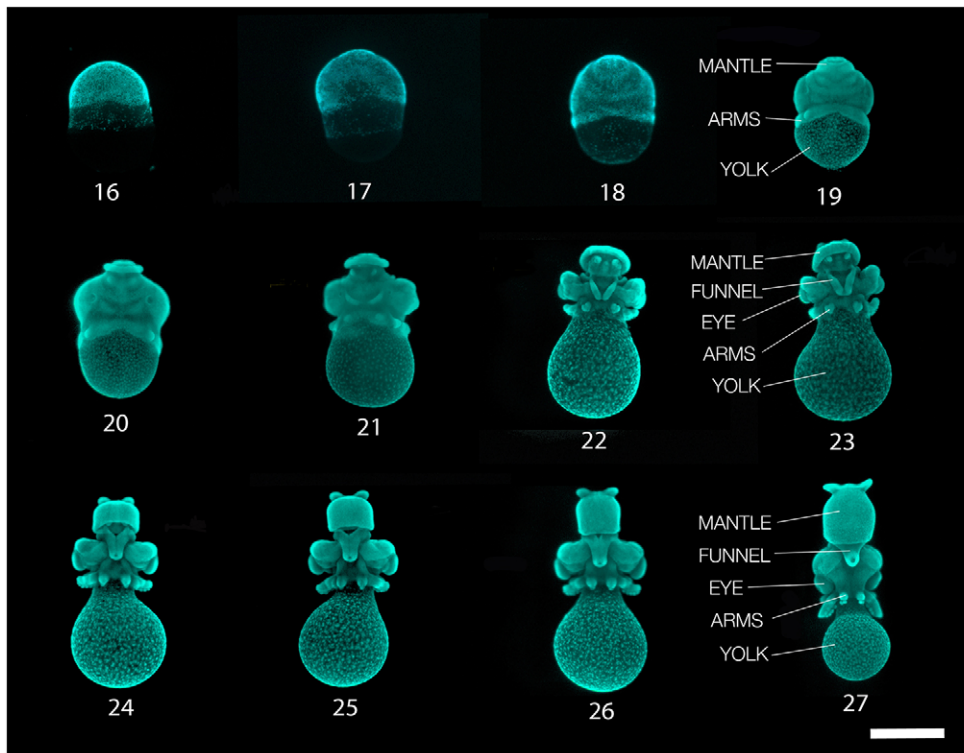 MANTLE
ARMS
YOLK
16
17
18
19
MANTLE
FUNNEL
EYE
ARMS
YOLK
20
21
22
23
MANTLE
FUNNEL
EYE
ARMS
YOLK
24
25
26
27